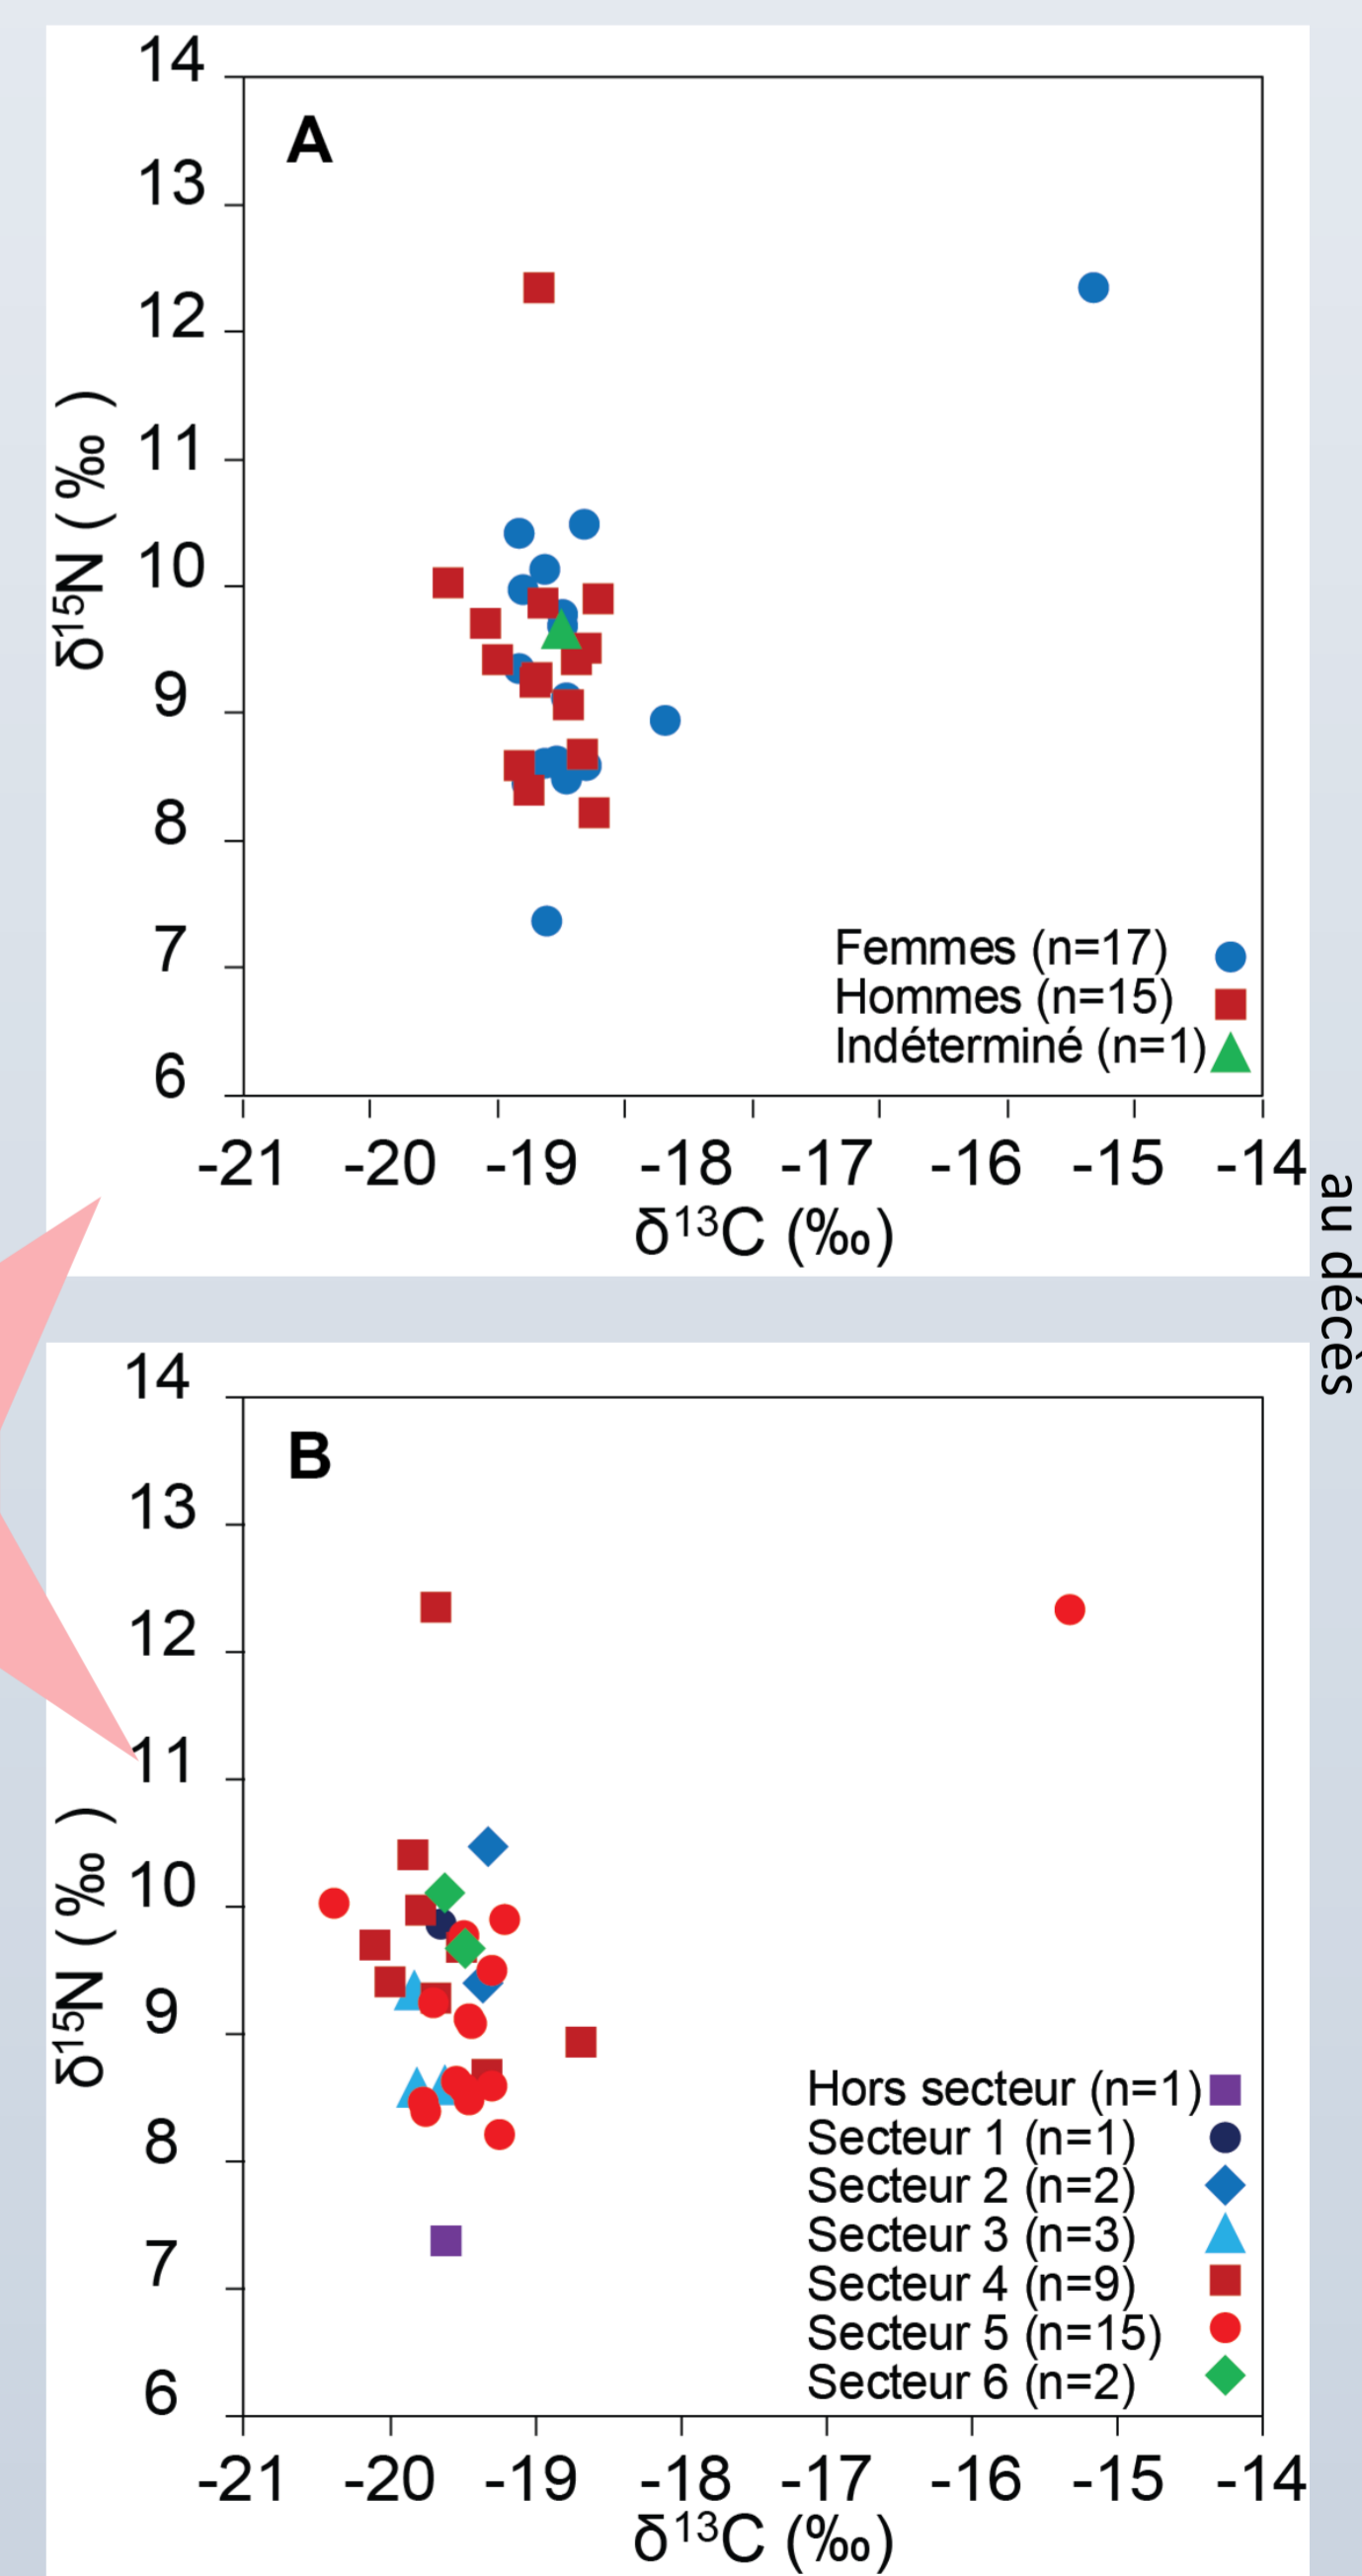 14
A
13
12
11
10
9
8
7
6
δ15N ( ‰ )
Femmes (n=17)
Hommes (n=15)
Indéterminé (n=1)
-21 -20 -19 -18 -17 -16 -15 -14
δ13C (‰)
au décès
14
B
13
12
11
10
9
8
7
6
δ15N ( ‰ )
Hors secteur (n=1)
Secteur 1 (n=1)
Secteur 2 (n=2)
Secteur 3 (n=3)
Secteur 4 (n=9)
Secteur 5 (n=15)
Secteur 6 (n=2)
-21 -20 -19 -18 -17 -16 -15 -14
δ13C (‰)